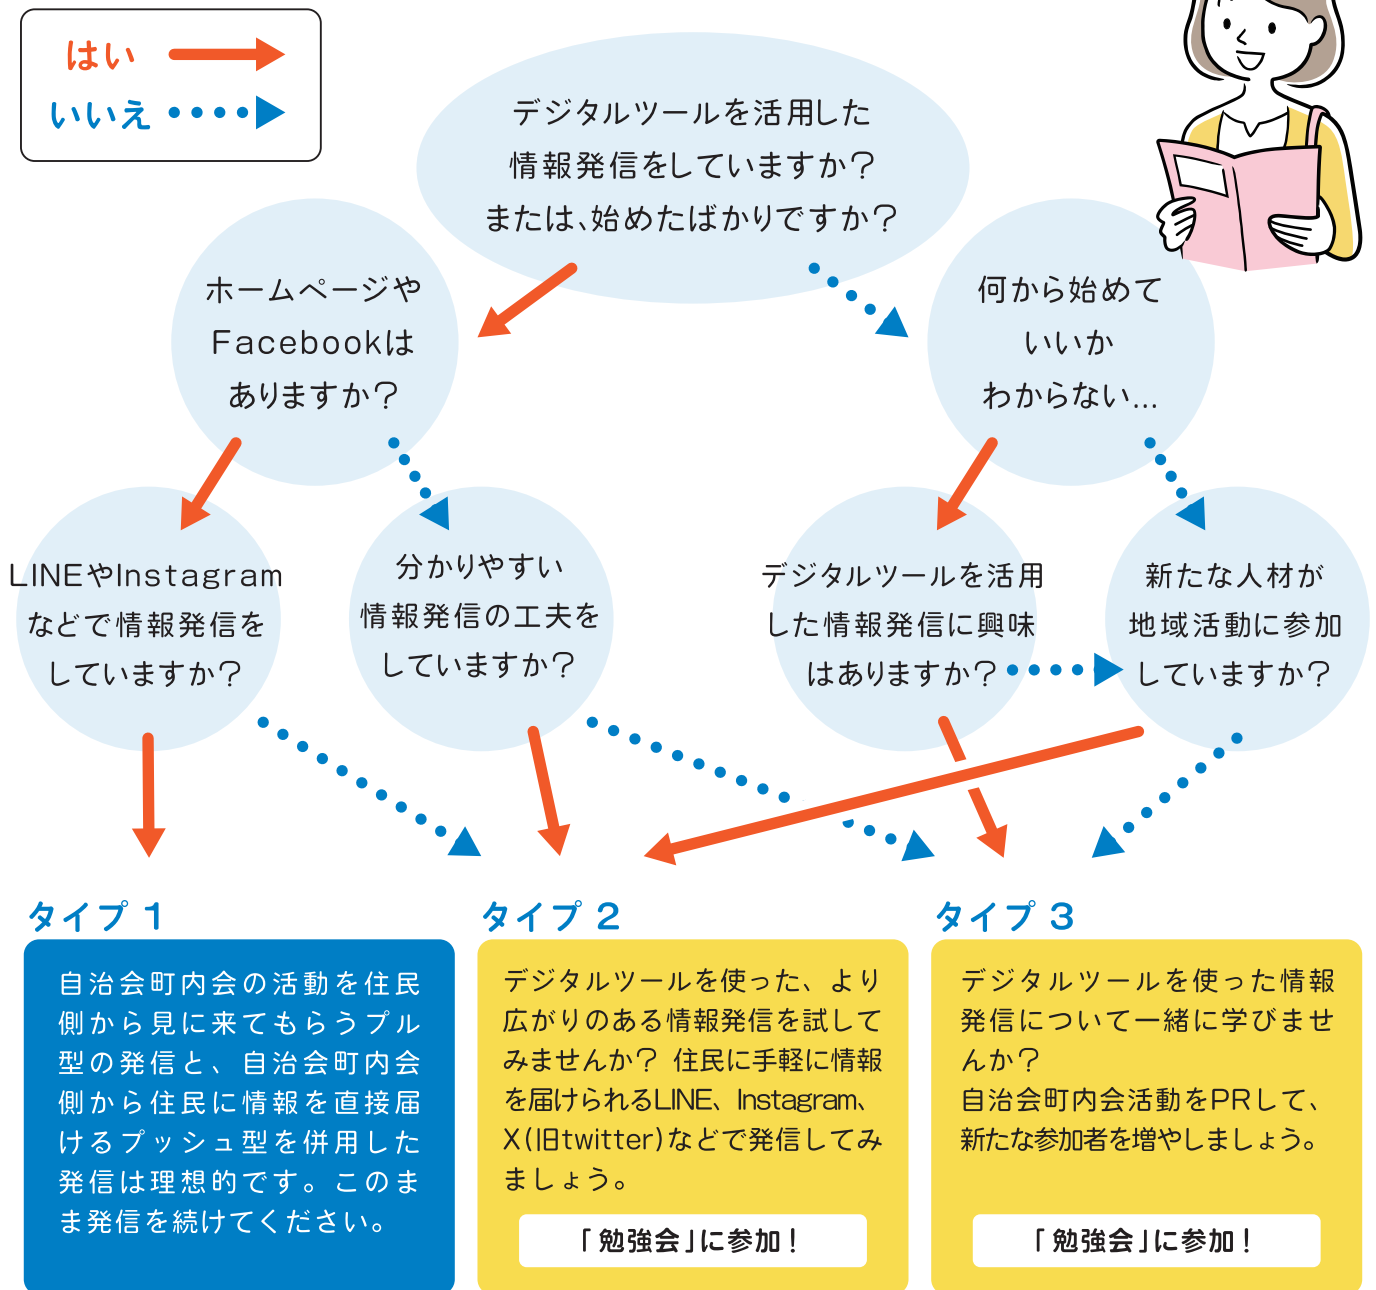 はい
いいえ
デジタルツールを活用した
情報発信をしていますか？
または、始めたばかりですか？
ホームページや
Facebookは
ありますか？
何から始めて
いいか
わからない…
LINEやInstagram
などで情報発信を
していますか？
分かりやすい
情報発信の工夫を
していますか？
デジタルツールを活用
した情報発信に興味
はありますか？
新たな人材が
地域活動に参加
していますか？
タイプ 1
自治会町内会の活動を住民
側から見に来てもらうプル
型の発信と、自治会町内会
側から住民に情報を直接届
けるプッシュ型を併用した
発信は理想的です。このま
ま発信を続けてください。
タイプ 2
デジタルツールを使った、より
広がりのある情報発信を試して
みませんか？ 住民に手軽に情報
を届けられるLINE、Instagram、
X（旧twitter）などで発信してみ
ましょう。
「勉強会」に参加！
タイプ 3
デジタルツールを使った情報
発信について一緒に学びませ
んか？
自治会町内会活動をPRして、
新たな参加者を増やしましょう。
「勉強会」に参加！